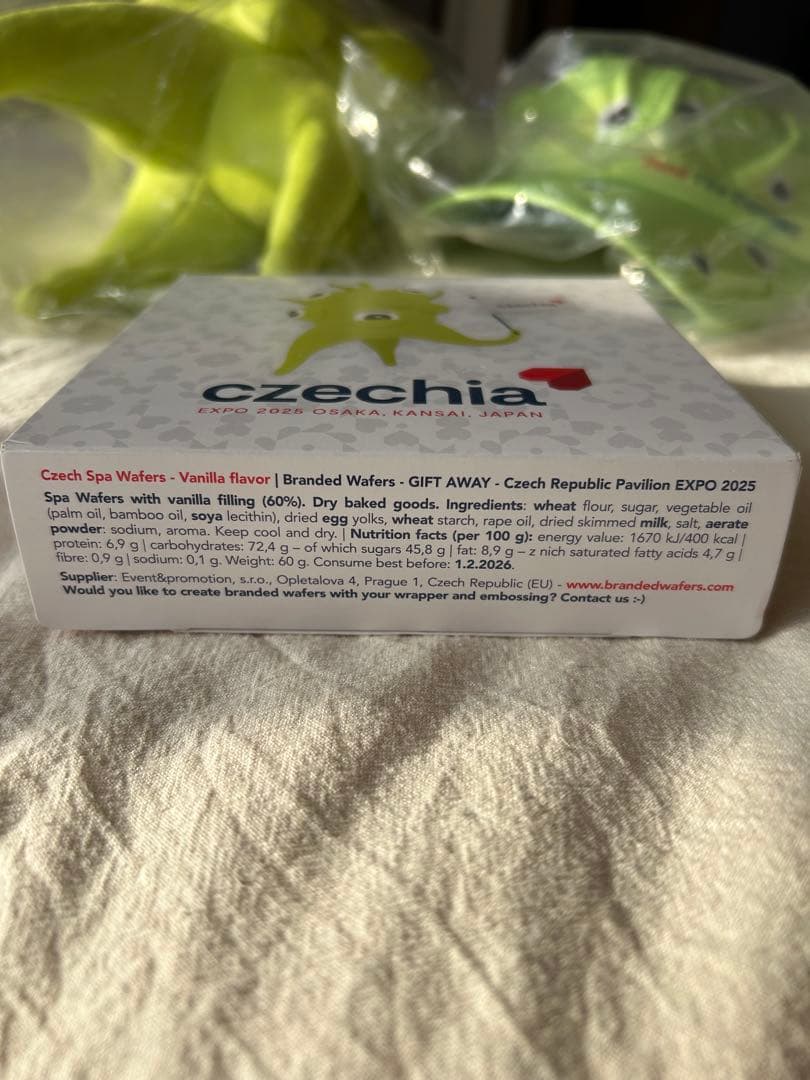 czechia
EXPO 2025 OSAKA, KANSAI, JAPAN
Czech Spa Wafers - Vanilla flavor | Branded Wafers - GIFT AWAY - Czech Republic Pavilion EXPO 2025
Spa Wafers with vanilla filling (60%). Dry baked goods. Ingredients: wheat flour, sugar, vegetable oil
(palm oil, bamboo oil, soya lecithin), dried egg yolks, wheat starch, rape oil, dried skimmed milk, salt, aerate
powder: sodium, aroma. Keep cool and dry. | Nutrition facts (per 100 g): energy value: 1670 kJ/400 kcal |
protein: 6,9 g | carbohydrates: 72,4 g – of which sugars 45,8 g | fat: 8,9 g – z nich saturated fatty acids 4,7 g |
fibre: 0,9 g | sodium: 0,1 g. Weight: 60 g. Consume best before: 1.2.2026.
Supplier: Event&promotion, s.r.o., Opletalova 4, Prague 1, Czech Republic (EU) - www.brandedwafers.com
Would you like to create branded wafers with your wrapper and embossing? Contact us :-)